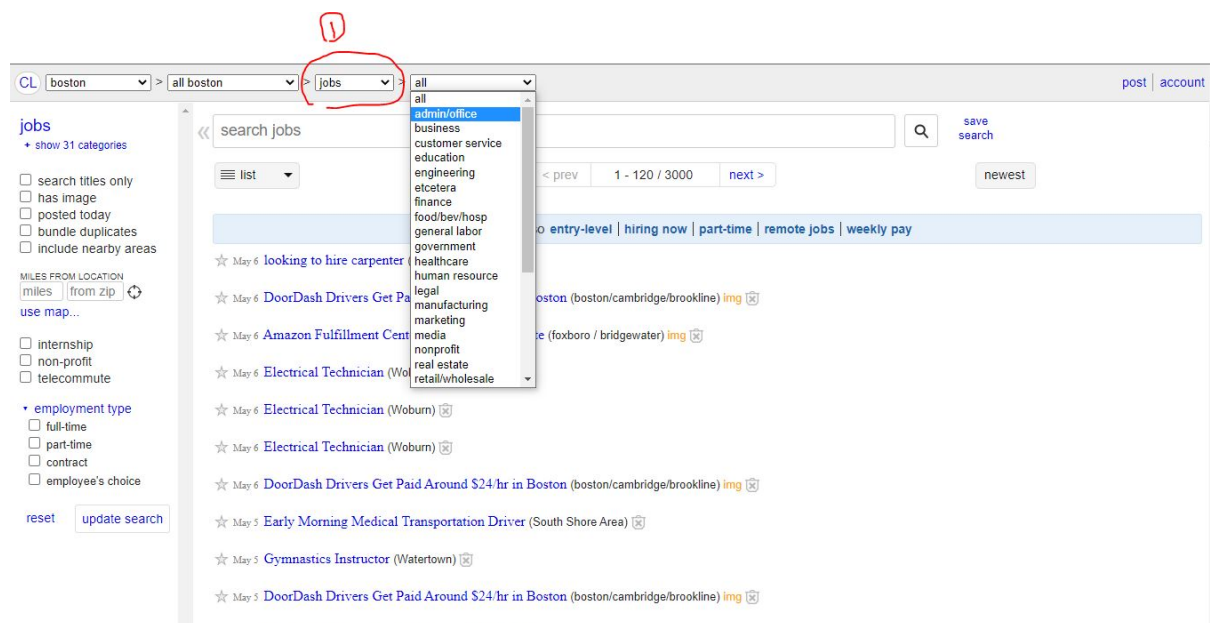 1
CL boston > all boston > jobs > all
post | account
all
admin/office
business
customer service
education
engineering
etcetera
finance
food/bev/hosp
general labor
government
healthcare
human resource
legal
manufacturing
marketing
media
nonprofit
real estate
retail/wholesale
jobs
+ show 31 categories
search titles only
has image
posted today
bundle duplicates
include nearby areas
MILES FROM LOCATION
miles from zip
use map...
internship
non-profit
telecommute
employment type
full-time
part-time
contract
employee's choice
reset update search
« search jobs
save search
list < prev 1 - 120 / 3000 next > newest
entry-level | hiring now | part-time | remote jobs | weekly pay
May 6 looking to hire carpenter (
May 6 DoorDash Drivers Get Pa oston (boston/cambridge/brookline) img
May 6 Amazon Fulfillment Cent te (foxboro / bridgewater) img
May 6 Electrical Technician (Wo
May 6 Electrical Technician (Woburn)
May 6 Electrical Technician (Woburn)
May 6 DoorDash Drivers Get Paid Around $24/hr in Boston (boston/cambridge/brookline) img
May 5 Early Morning Medical Transportation Driver (South Shore Area)
May 5 Gymnastics Instructor (Watertown)
May 5 DoorDash Drivers Get Paid Around $24/hr in Boston (boston/cambridge/brookline) img